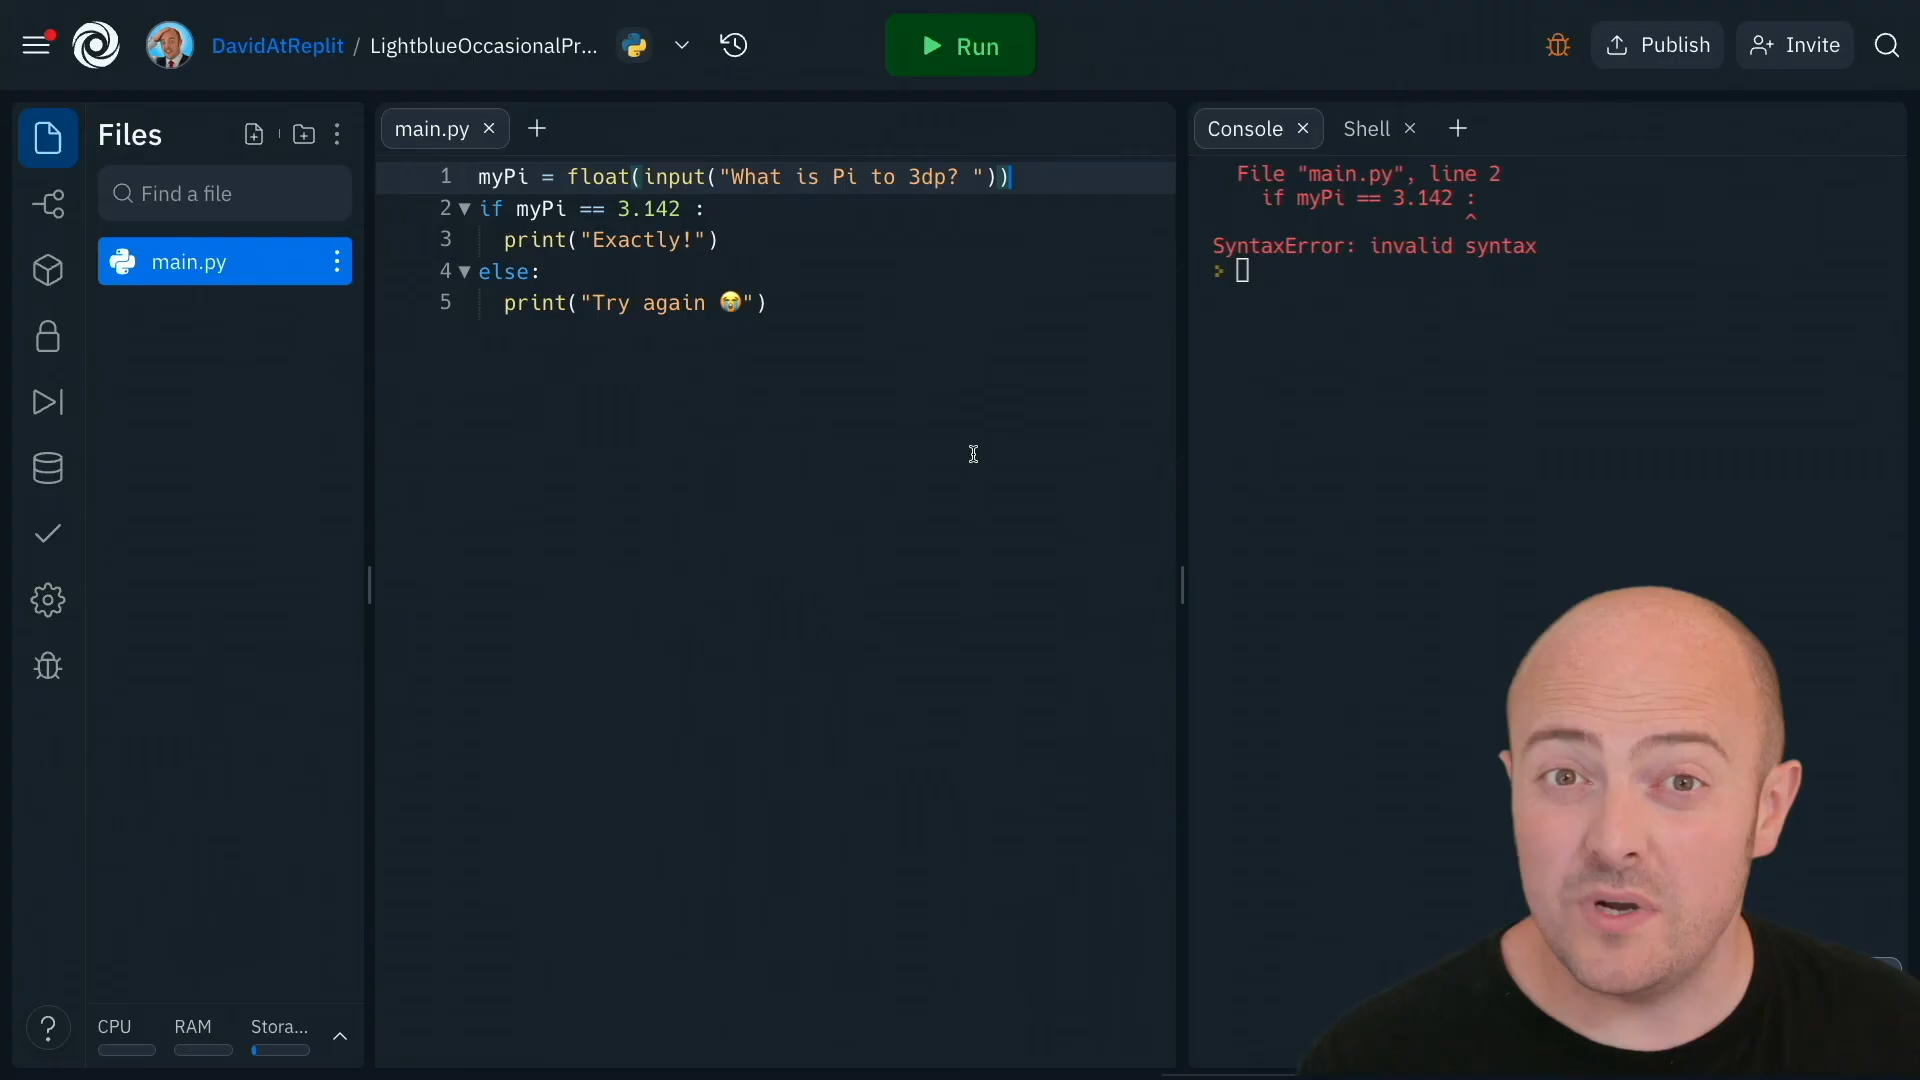 DavidAtReplit / LightblueOccasionalPr...
Run
Publish
Invite
Files
Find a file
main.py
main.py
1 myPi = float(input("What is Pi to 3dp? "))
2 if myPi == 3.142 :
3 print("Exactly!")
4 else:
5 print("Try again 😭")
Console
Shell
File "main.py", line 2
if myPi == 3.142 :
^
SyntaxError: invalid syntax
CPU
RAM
Stora...